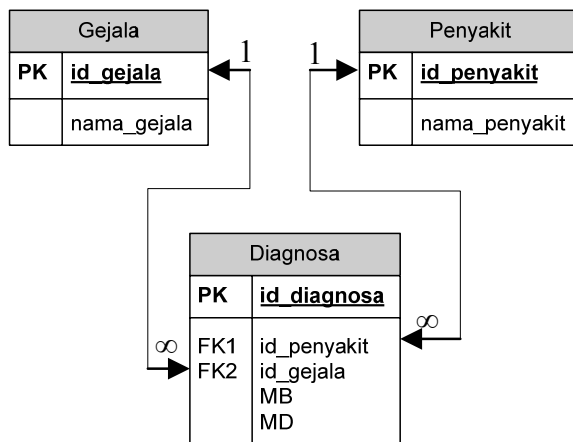 Gejala
PK id_gejala
nama_gejala
1
1
Penyakit
PK id_penyakit
nama_penyakit
Diagnosa
PK id_diagnosa
FK1 id_penyakit
FK2 id_gejala
MB
MD
∞
∞